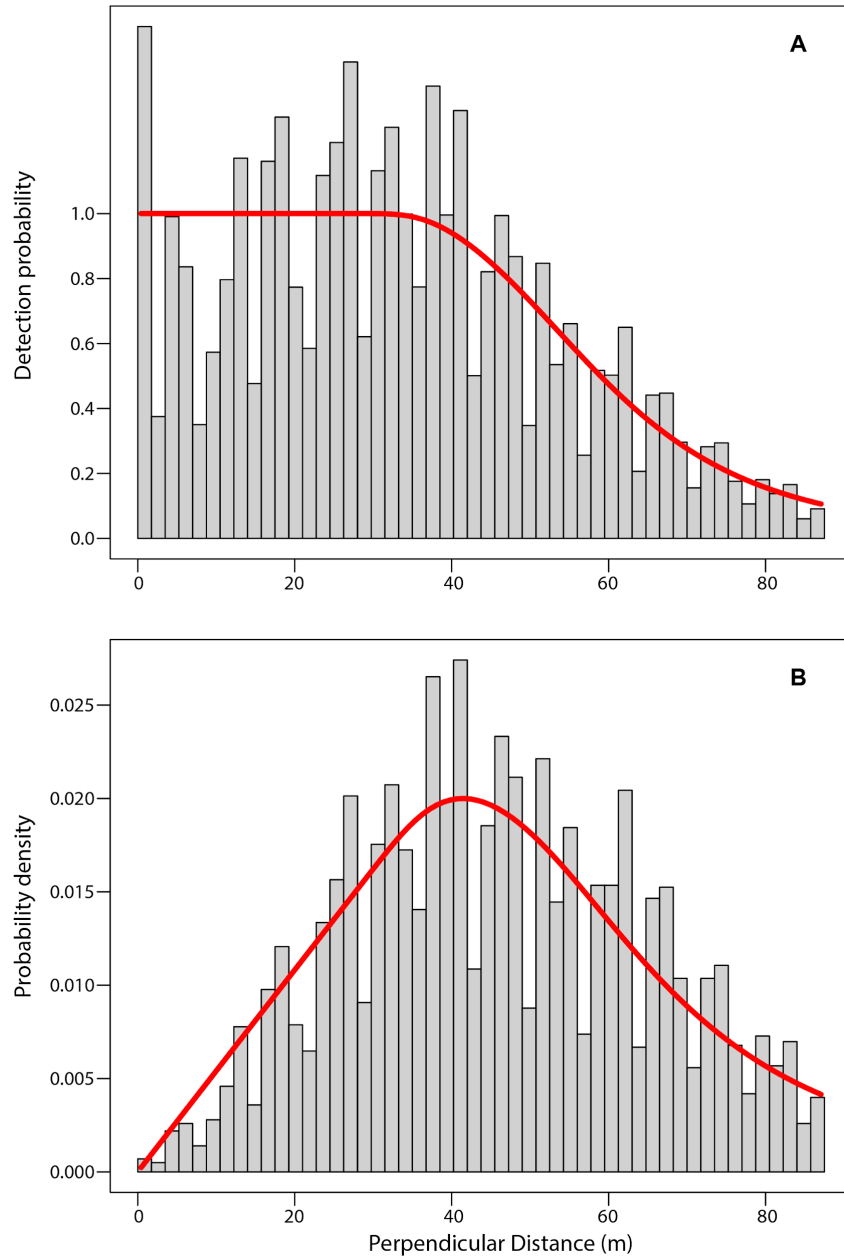 A
Detection probability
1.0
0.8
0.6
0.4
0.2
0.0
0 20 40 60 80
B
Probability density
0.025
0.020
0.015
0.010
0.005
0.000
0 20 40 60 80
Perpendicular Distance (m)